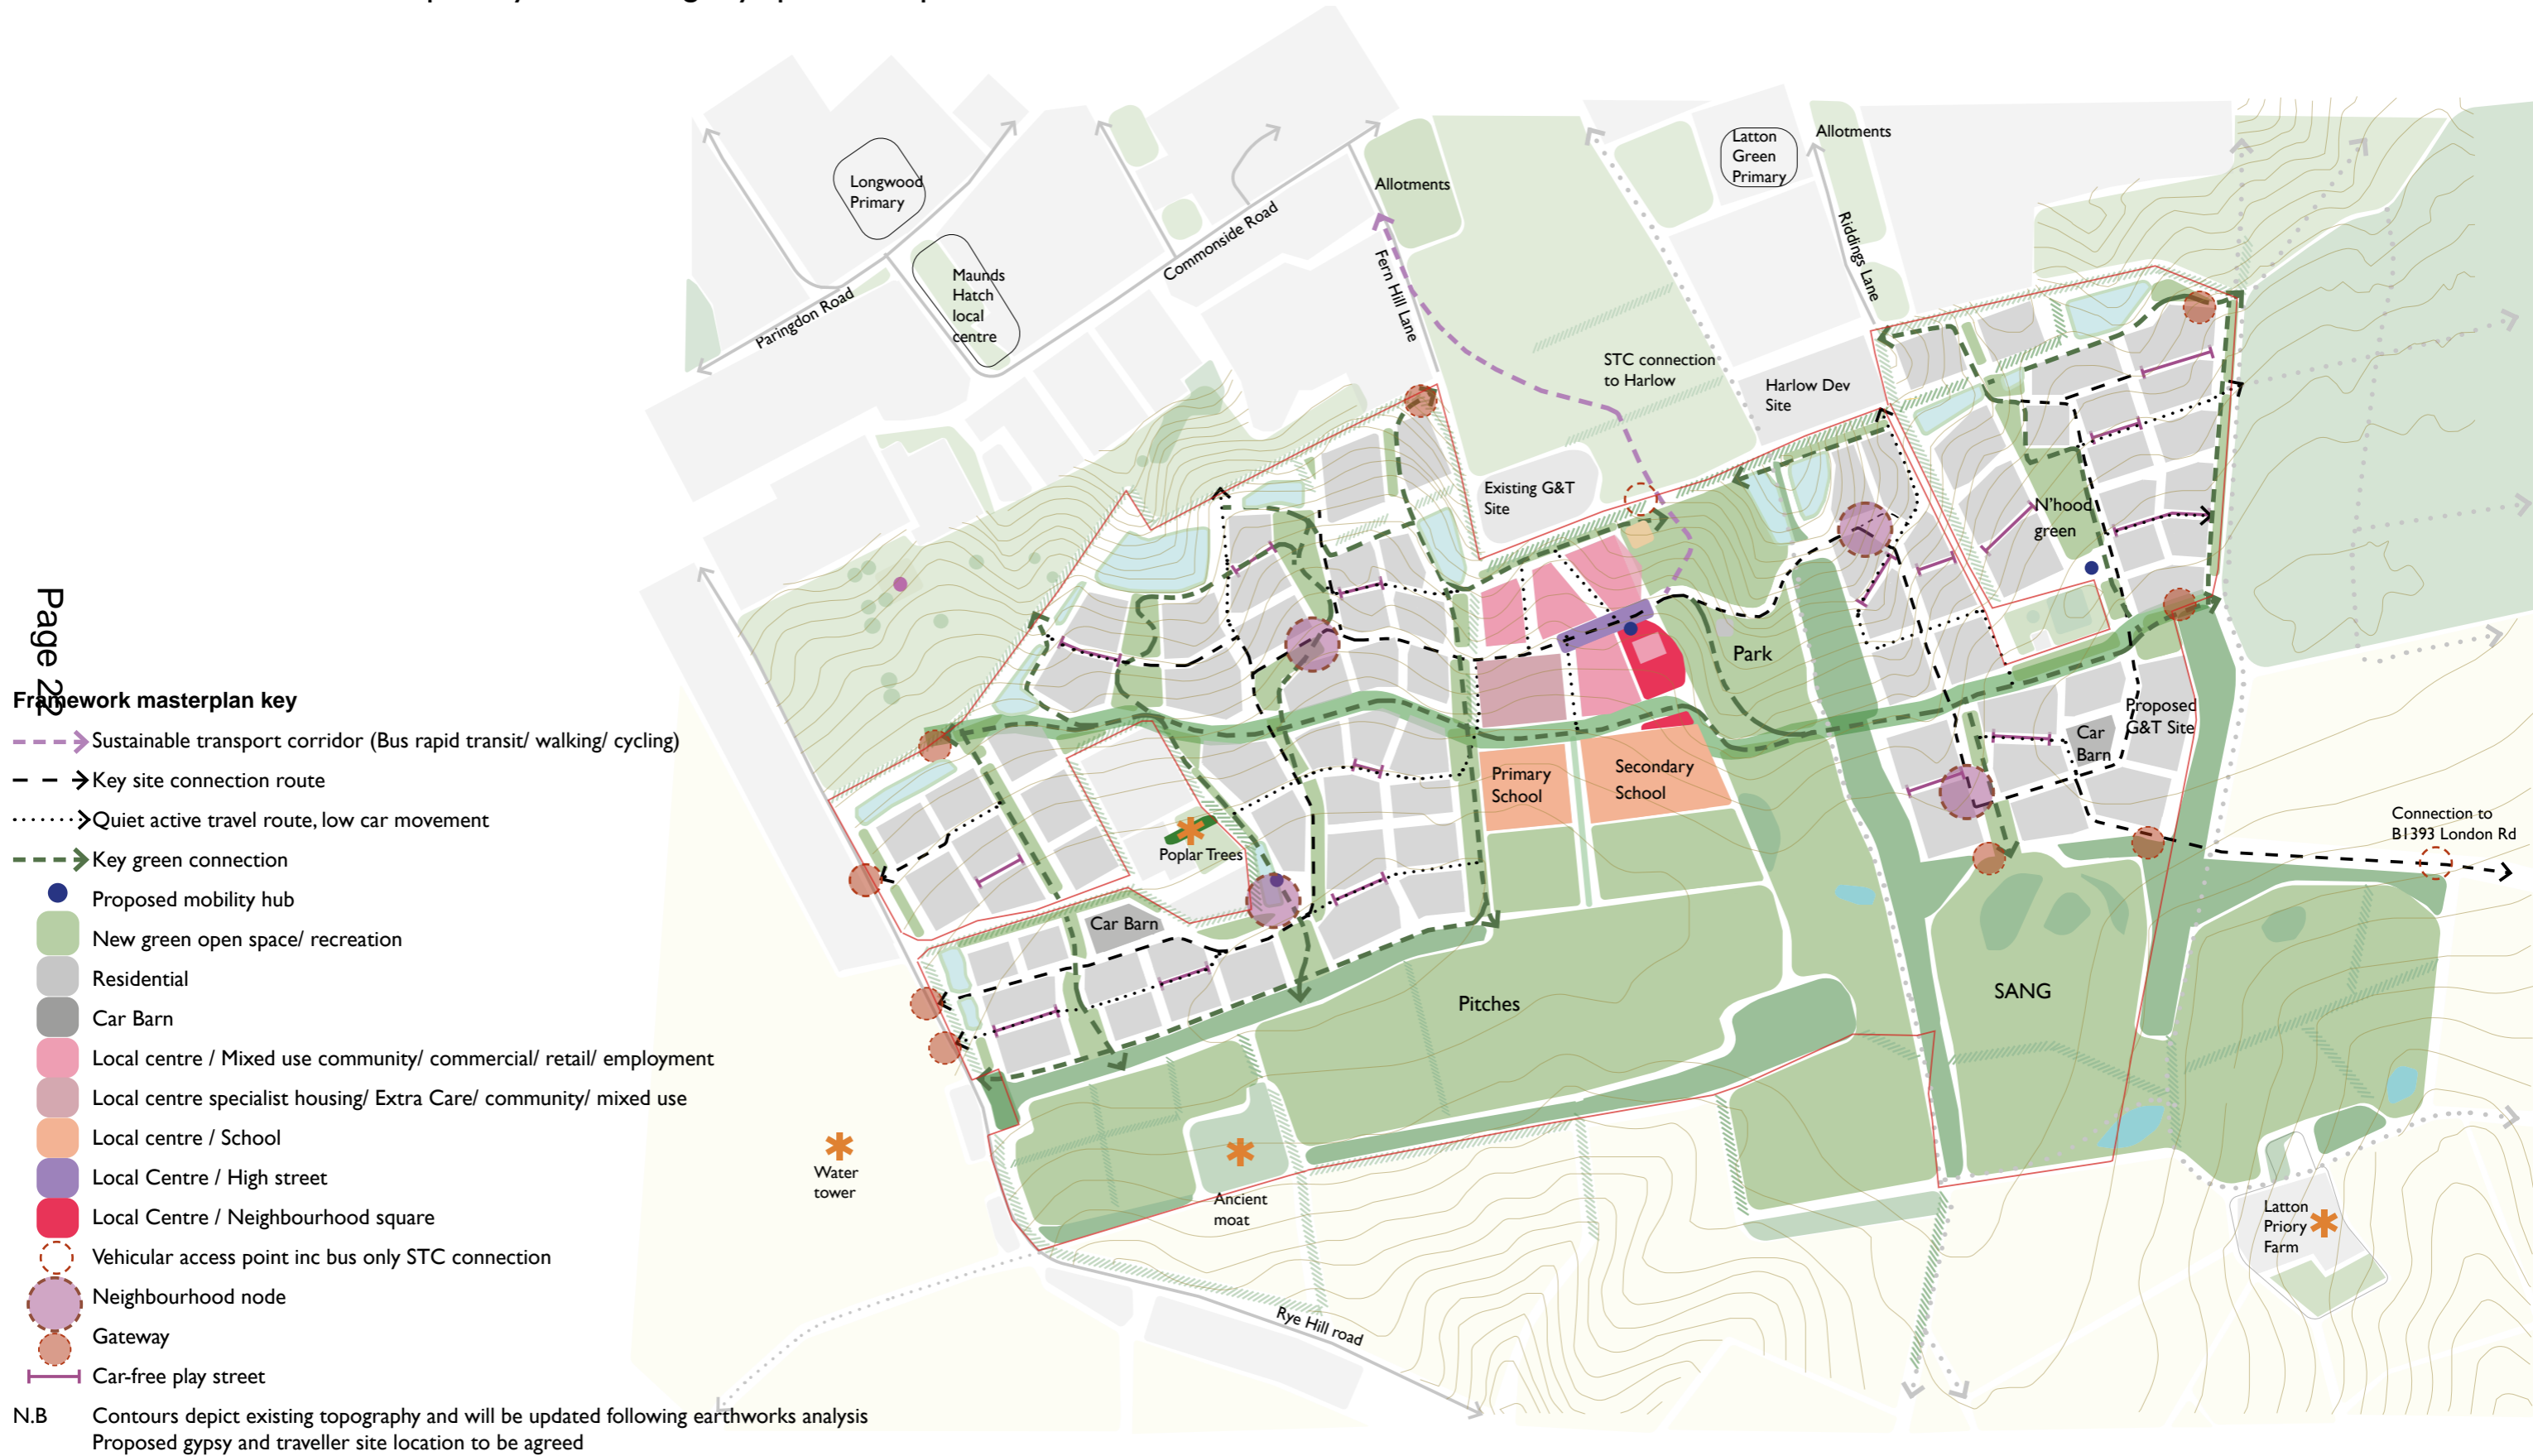 Page 22
Framework masterplan key
Sustainable transport corridor (Bus rapid transit/ walking/ cycling)
Key site connection route
Quiet active travel route, low car movement
Key green connection
Proposed mobility hub
New green open space/ recreation
Residential
Car Barn
Local centre / Mixed use community/ commercial/ retail/ employment
Local centre specialist housing/ Extra Care/ community/ mixed use
Local centre / School
Local Centre / High street
Local Centre / Neighbourhood square
Vehicular access point inc bus only STC connection
Neighbourhood node
Gateway
Car-free play street
N.B Contours depict existing topography and will be updated following earthworks analysis
Proposed gypsy and traveller site location to be agreed
Longwood
Primary
Maunds
Hatch
local
centre
Paringdon Road
Commonside Road
Allotments
Fern Hill Lane
Latton
Green
Primary
Allotments
Riddings Lane
STC connection
to Harlow
Harlow Dev
Site
Existing G&T
Site
N'hood
green
Park
Proposed
G&T Site
Car
Barn
Primary
School
Secondary
School
Poplar Trees
Car Barn
Connection to
B1393 London Rd
Pitches
SANG
Water
tower
Ancient
moat
Latton
Priory
Farm
Rye Hill road